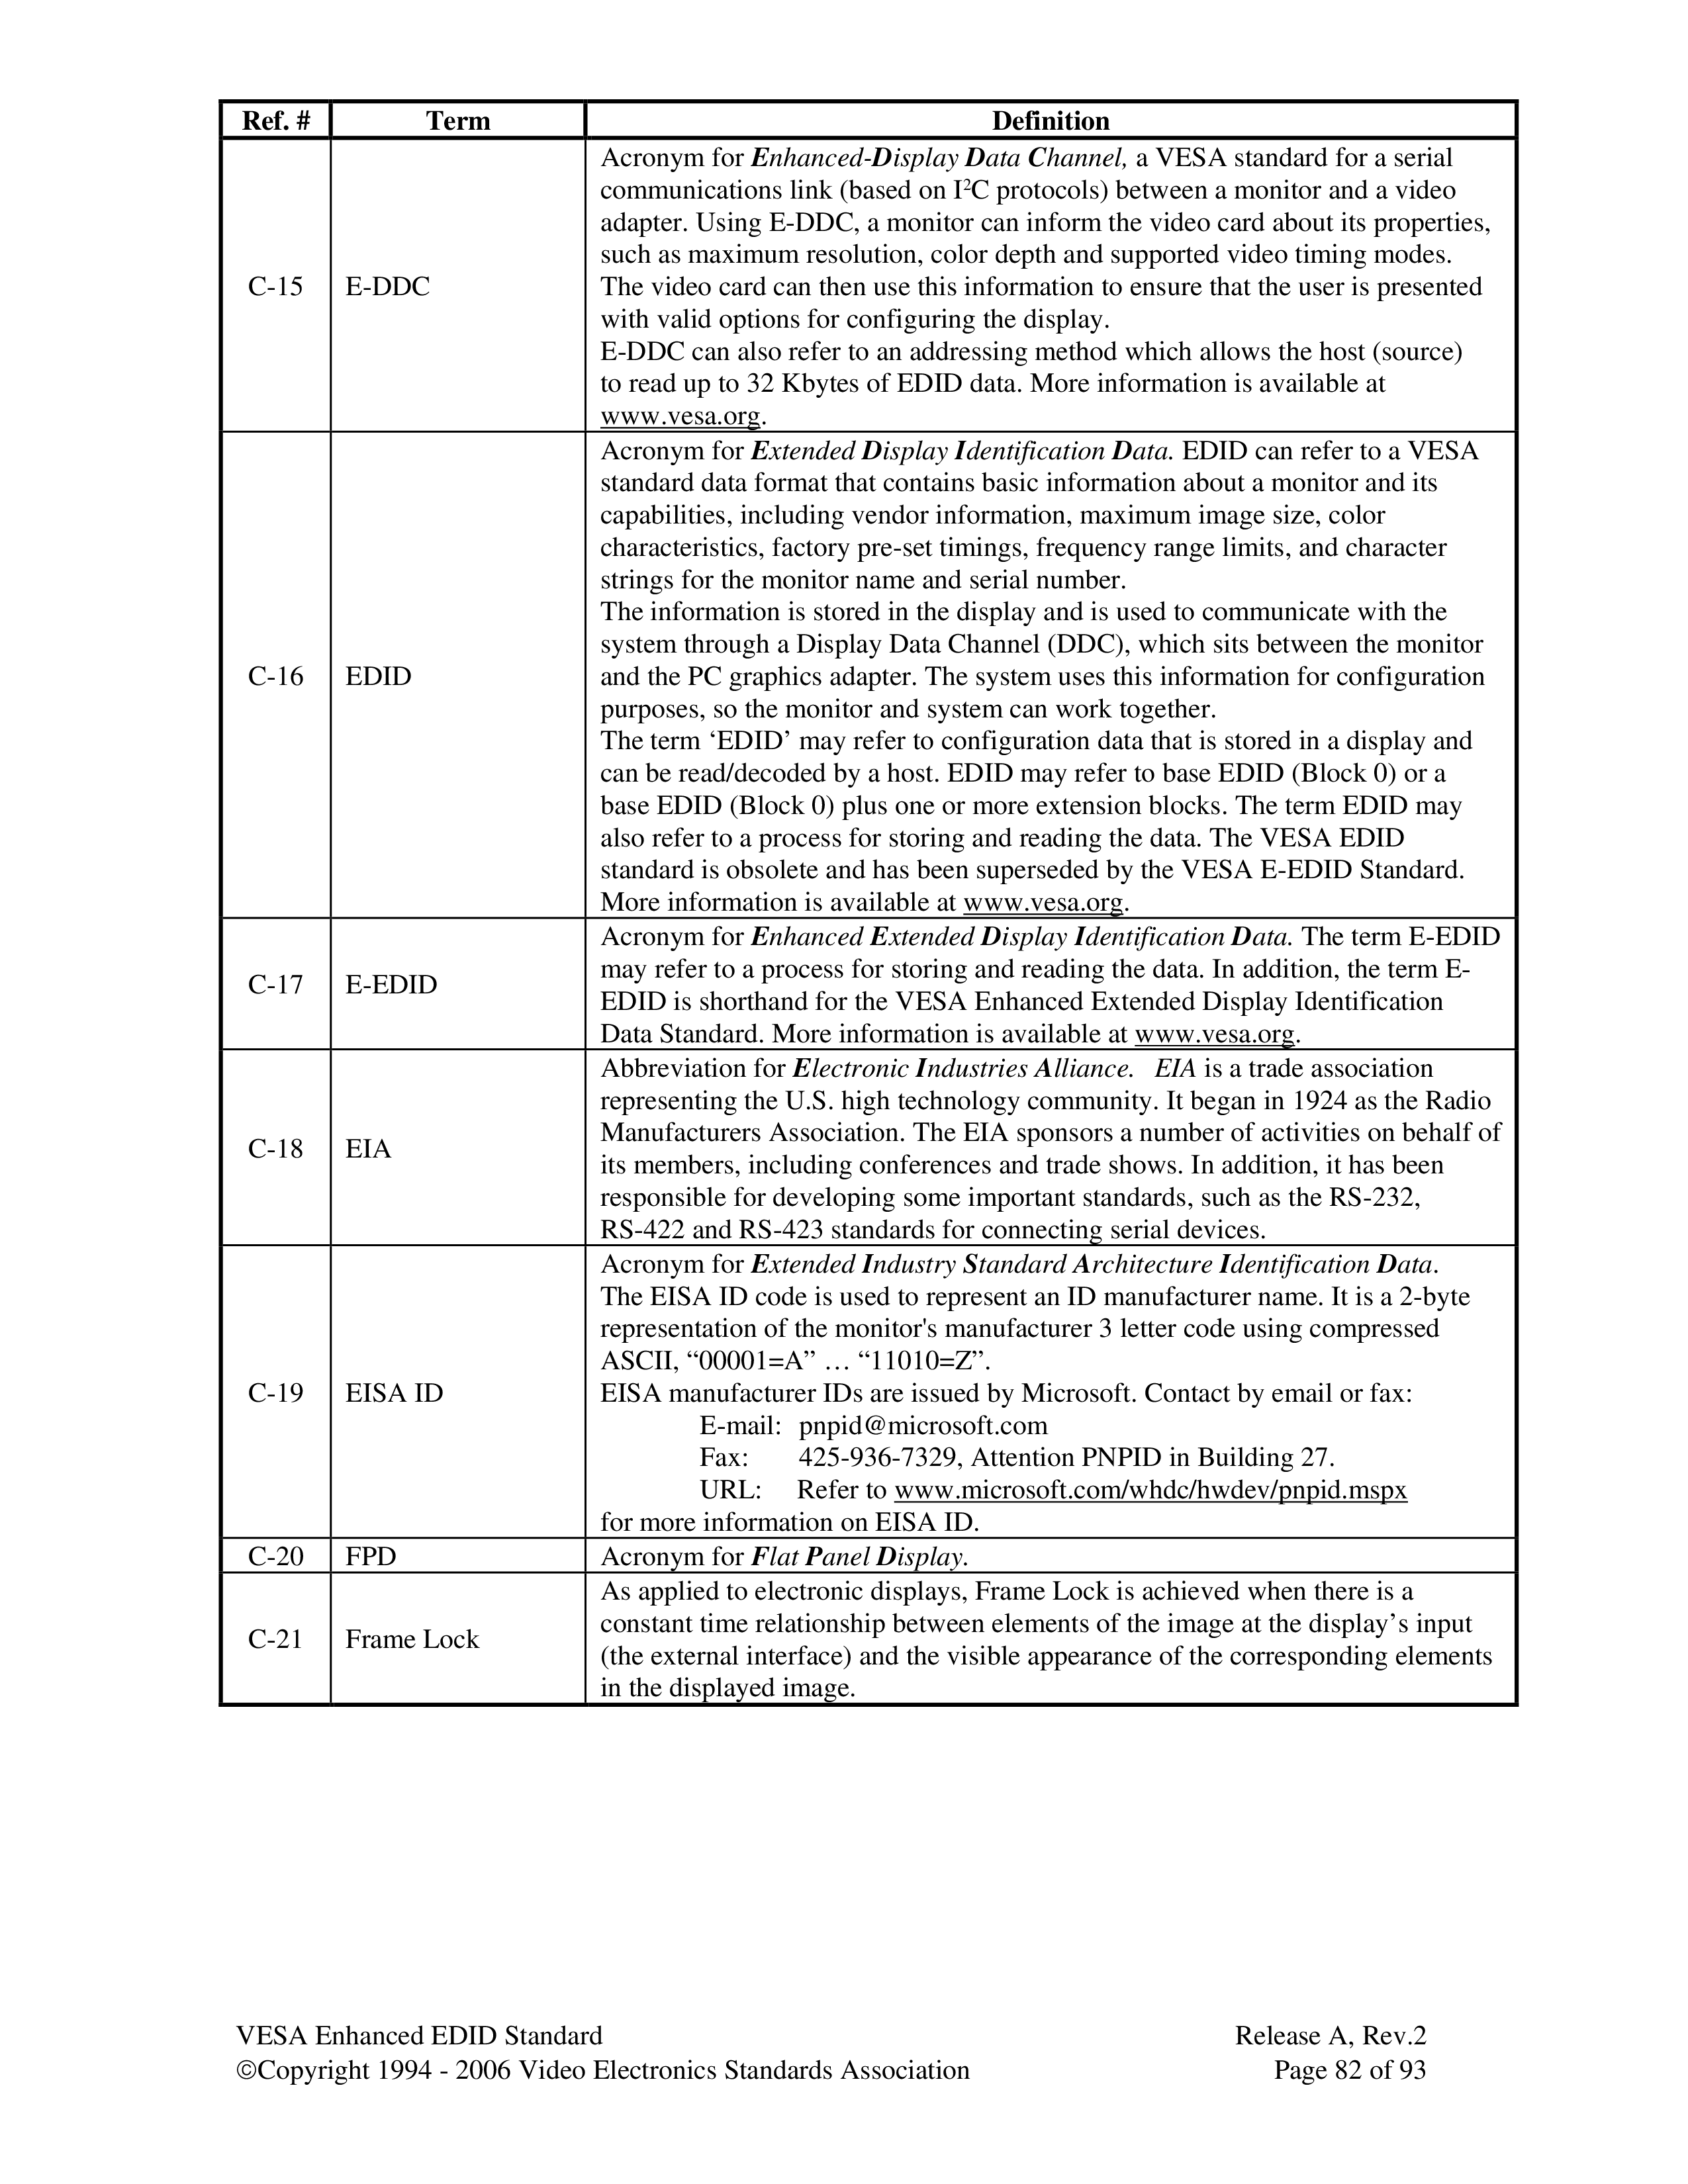 Ref. # Term Definition
Acronym for Enhanced-Display Data Channel, a VESA standard for a serial
communications link (based on I²C protocols) between a monitor and a video
adapter. Using E-DDC, a monitor can inform the video card about its properties,
such as maximum resolution, color depth and supported video timing modes.
C-15 E-DDC The video card can then use this information to ensure that the user is presented
with valid options for configuring the display.
E-DDC can also refer to an addressing method which allows the host (source)
to read up to 32 Kbytes of EDID data. More information is available at
www.vesa.org.
Acronym for Extended Display Identification Data. EDID can refer to a VESA
standard data format that contains basic information about a monitor and its
capabilities, including vendor information, maximum image size, color
characteristics, factory pre-set timings, frequency range limits, and character
strings for the monitor name and serial number.
The information is stored in the display and is used to communicate with the
system through a Display Data Channel (DDC), which sits between the monitor
C-16 EDID and the PC graphics adapter. The system uses this information for configuration
purposes, so the monitor and system can work together.
The term ‘EDID’ may refer to configuration data that is stored in a display and
can be read/decoded by a host. EDID may refer to base EDID (Block 0) or a
base EDID (Block 0) plus one or more extension blocks. The term EDID may
also refer to a process for storing and reading the data. The VESA EDID
standard is obsolete and has been superseded by the VESA E-EDID Standard.
More information is available at www.vesa.org.
Acronym for Enhanced Extended Display Identification Data. The term E-EDID
may refer to a process for storing and reading the data. In addition, the term E-
C-17 E-EDID EDID is shorthand for the VESA Enhanced Extended Display Identification
Data Standard. More information is available at www.vesa.org.
Abbreviation for Electronic Industries Alliance. EIA is a trade association
representing the U.S. high technology community. It began in 1924 as the Radio
Manufacturers Association. The EIA sponsors a number of activities on behalf of
C-18 EIA its members, including conferences and trade shows. In addition, it has been
responsible for developing some important standards, such as the RS-232,
RS-422 and RS-423 standards for connecting serial devices.
Acronym for Extended Industry Standard Architecture Identification Data.
The EISA ID code is used to represent an ID manufacturer name. It is a 2-byte
representation of the monitor's manufacturer 3 letter code using compressed
ASCII, “00001=A” … “11010=Z”.
C-19 EISA ID EISA manufacturer IDs are issued by Microsoft. Contact by email or fax:
E-mail: pnpid@microsoft.com
Fax: 425-936-7329, Attention PNPID in Building 27.
URL: Refer to www.microsoft.com/whdc/hwdev/pnpid.mspx
for more information on EISA ID.
C-20 FPD Acronym for Flat Panel Display.
As applied to electronic displays, Frame Lock is achieved when there is a
constant time relationship between elements of the image at the display’s input
C-21 Frame Lock (the external interface) and the visible appearance of the corresponding elements
in the displayed image.
VESA Enhanced EDID Standard Release A, Rev.2
©Copyright 1994 - 2006 Video Electronics Standards Association Page 82 of 93